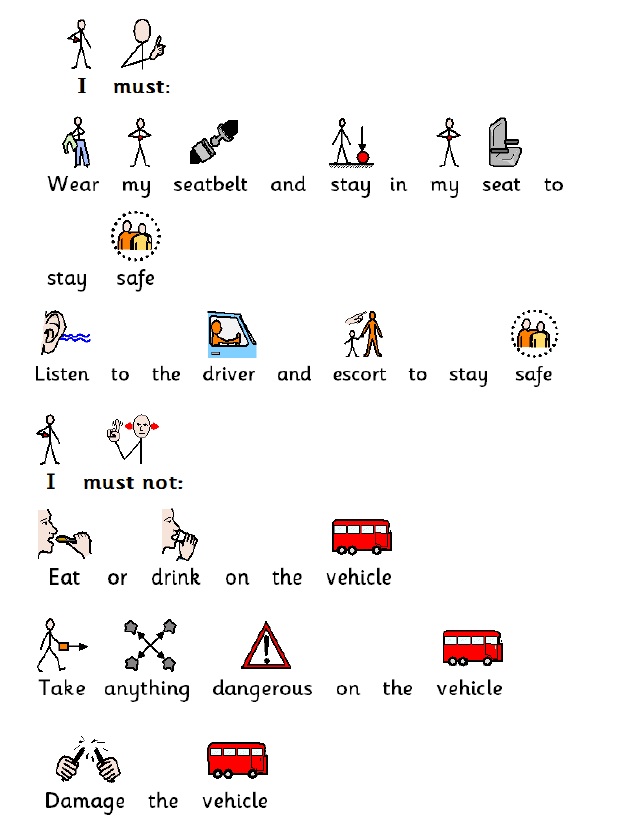 I must:
Wear my seatbelt and stay in my seat to
stay safe
Listen to the driver and escort to stay safe
I must not:
Eat or drink on the vehicle
Take anything dangerous on the vehicle
Damage the vehicle